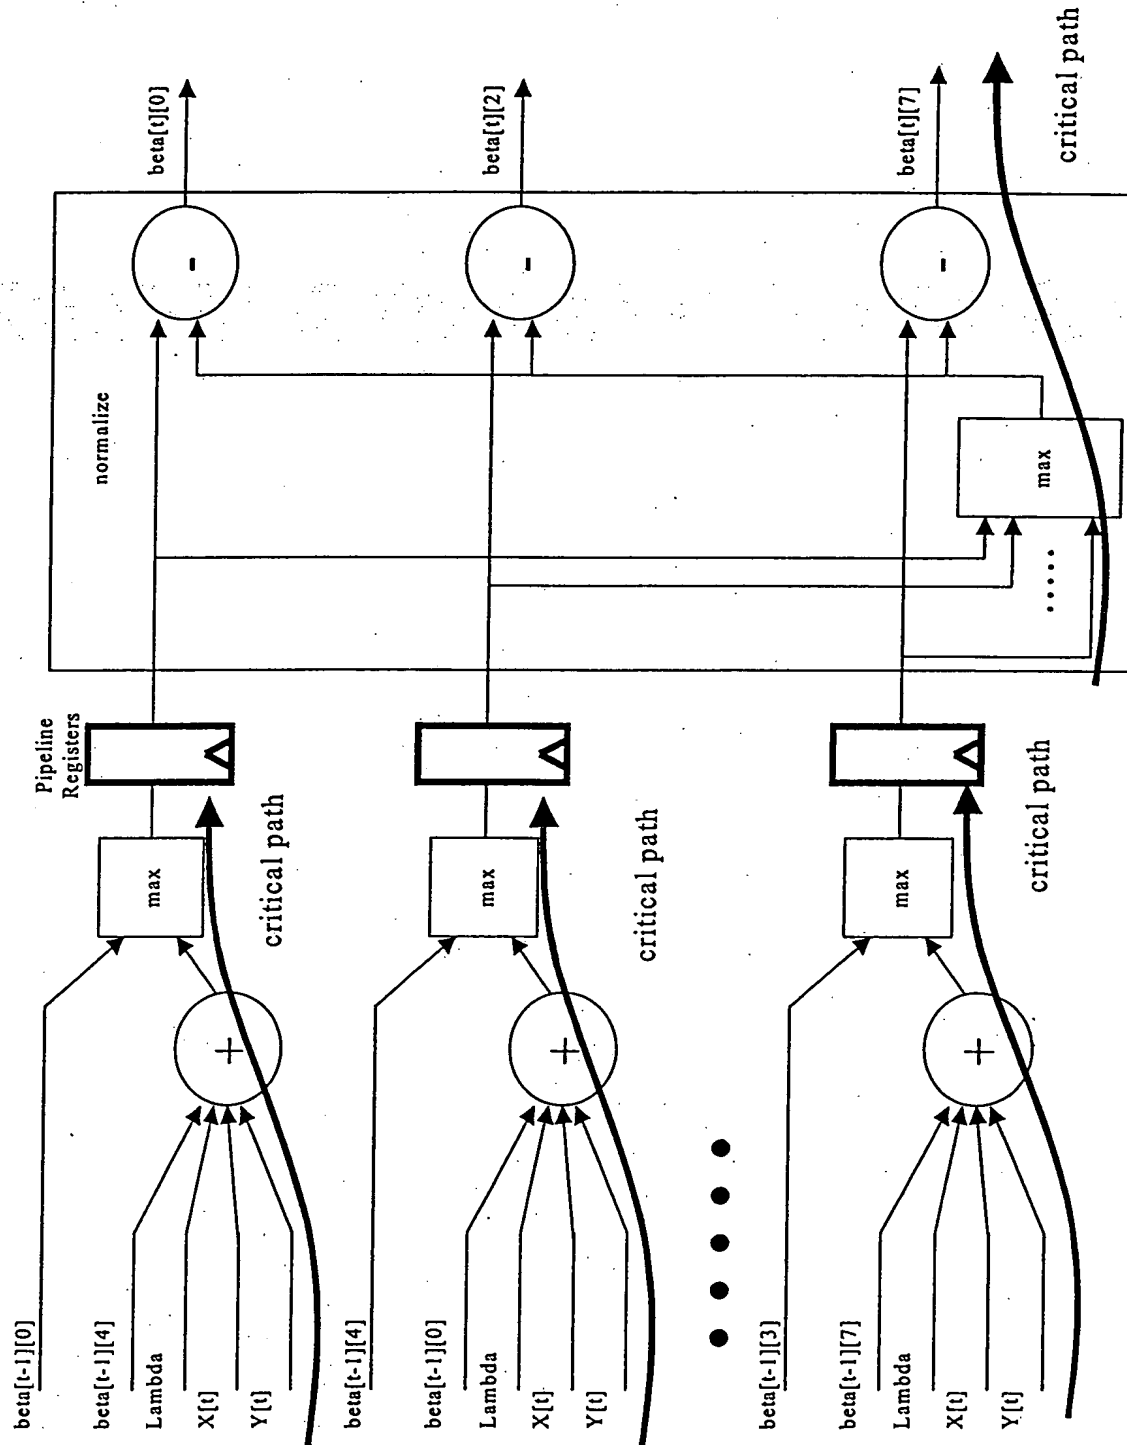 beta[t-1][0]
beta[t-1][4]
Lambda
X[t]
Y[t]
+
max
critical path
Pipeline
Registers
normalize
-
beta[t][0]
beta[t-1][4]
beta[t-1][0]
Lambda
X[t]
Y[t]
+
max
critical path
-
beta[t][2]
beta[t-1][3]
beta[t-1][7]
Lambda
X[t]
Y[t]
+
max
critical path
max
-
beta[t][7]
critical path